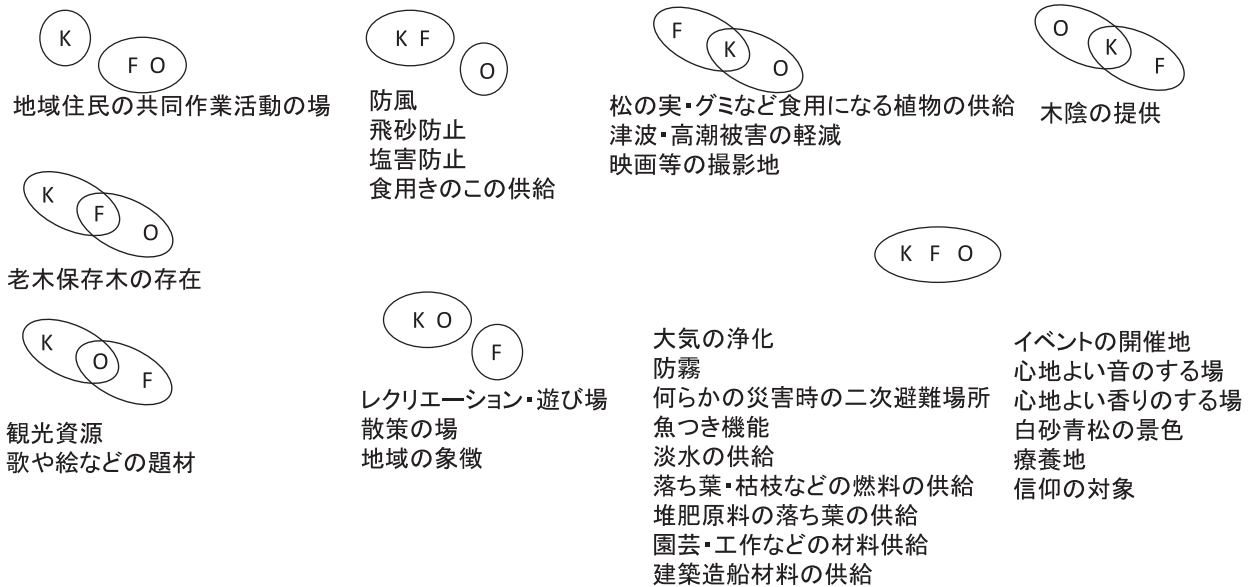 K
F O
地域住民の共同作業活動の場
K F
O
防風
飛砂防止
塩害防止
食用きのこの供給
F
K
O
松の実・グミなど食用になる植物の供給
津波・高潮被害の軽減
映画等の撮影地
O
K
F
木陰の提供
K
F
O
老木保存木の存在
K
O
F
観光資源
歌や絵などの題材
K O
F
レクリエーション・遊び場
散策の場
地域の象徴
K F O
大気の浄化
防霧
何らかの災害時の二次避難場所
魚つき機能
淡水の供給
落ち葉・枯枝などの燃料の供給
堆肥原料の落ち葉の供給
園芸・工作などの材料供給
建築造船材料の供給
イベントの開催地
心地よい音のする場
心地よい香りのする場
白砂青松の景色
療養地
信仰の対象